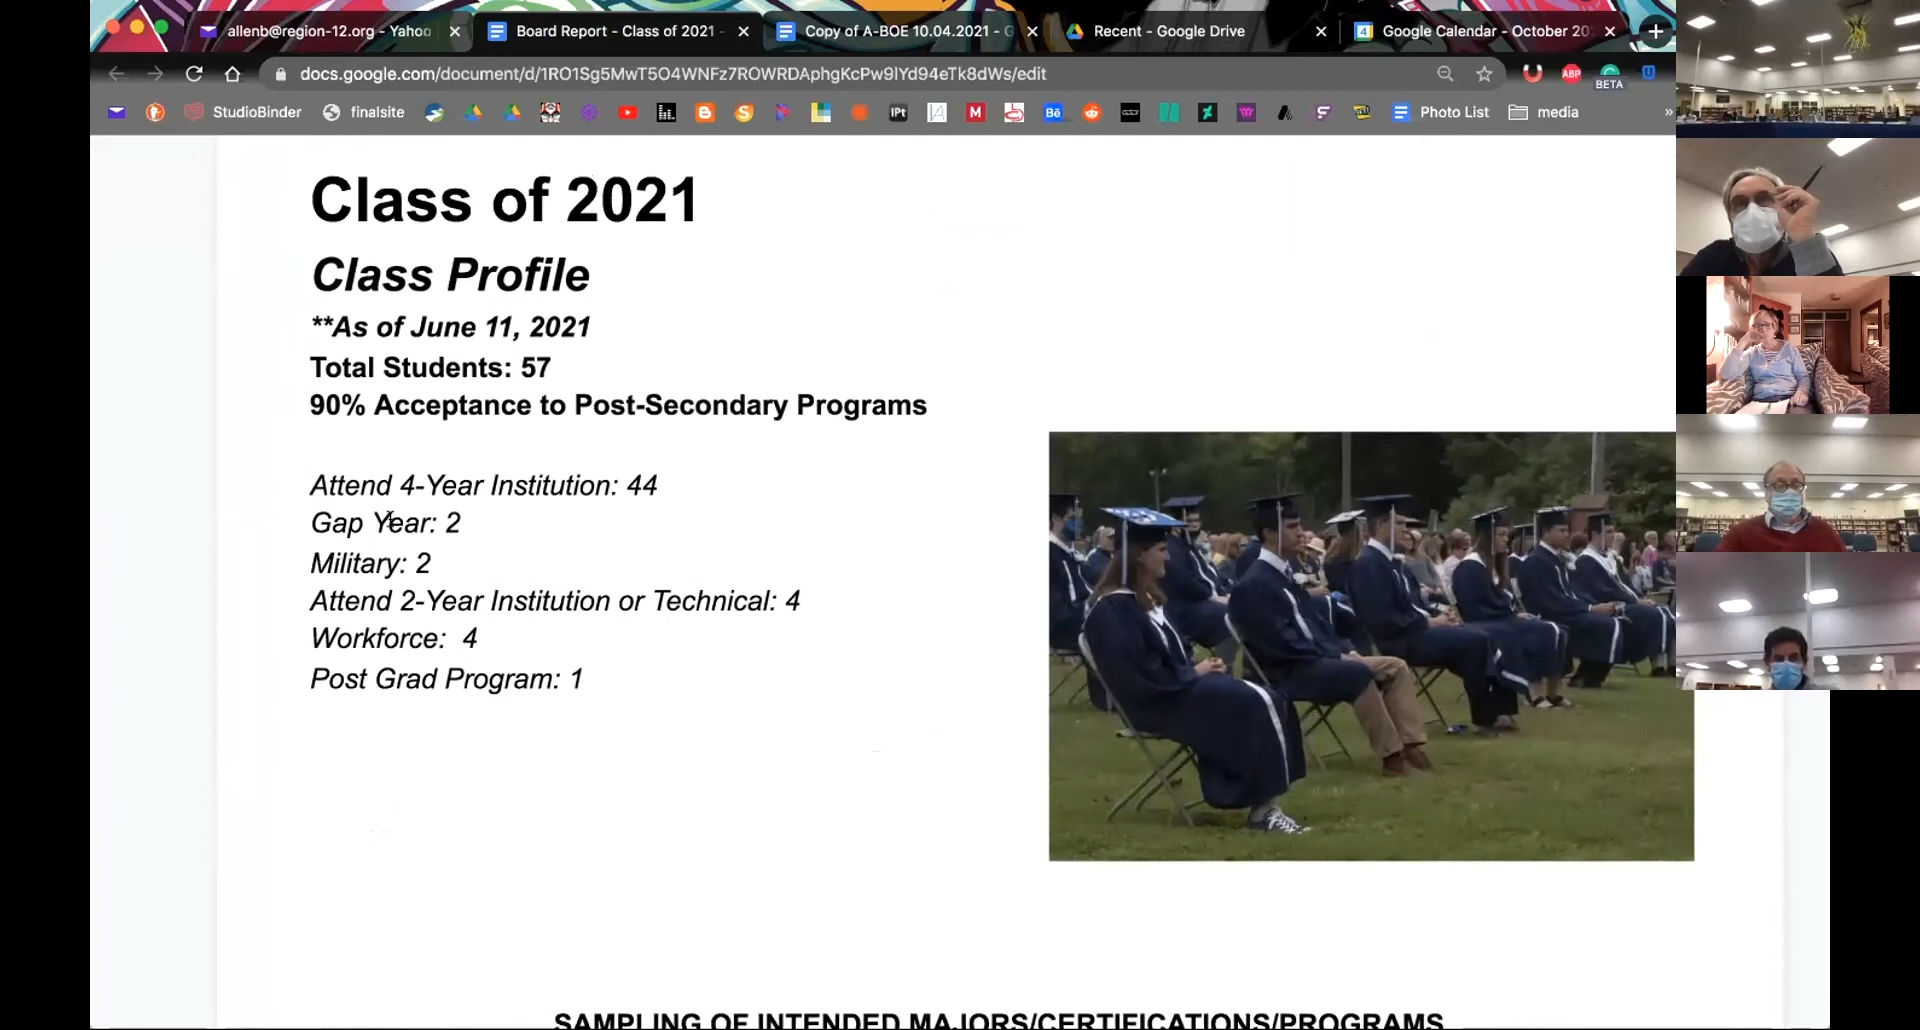 allenb@region-12.org - Yahoo
Board Report - Class of 2021 -
Copy of A-BOE 10.04.2021 - G
Recent - Google Drive
Google Calendar - October 20
docs.google.com/document/d/1RO1Sg5MwT5O4WNFz7ROWRDAphgKcPw9lYd94eTk8dWs/edit
ABP
BETA
StudioBinder
finalsite
IPt
M
Bē
Photo List
media
Class of 2021
Class Profile
**As of June 11, 2021
Total Students: 57
90% Acceptance to Post-Secondary Programs
Attend 4-Year Institution: 44
Gap Year: 2
Military: 2
Attend 2-Year Institution or Technical: 4
Workforce:  4
Post Grad Program: 1
SAMPLING OF INTENDED MAJORS/CERTIFICATIONS/PROGRAMS